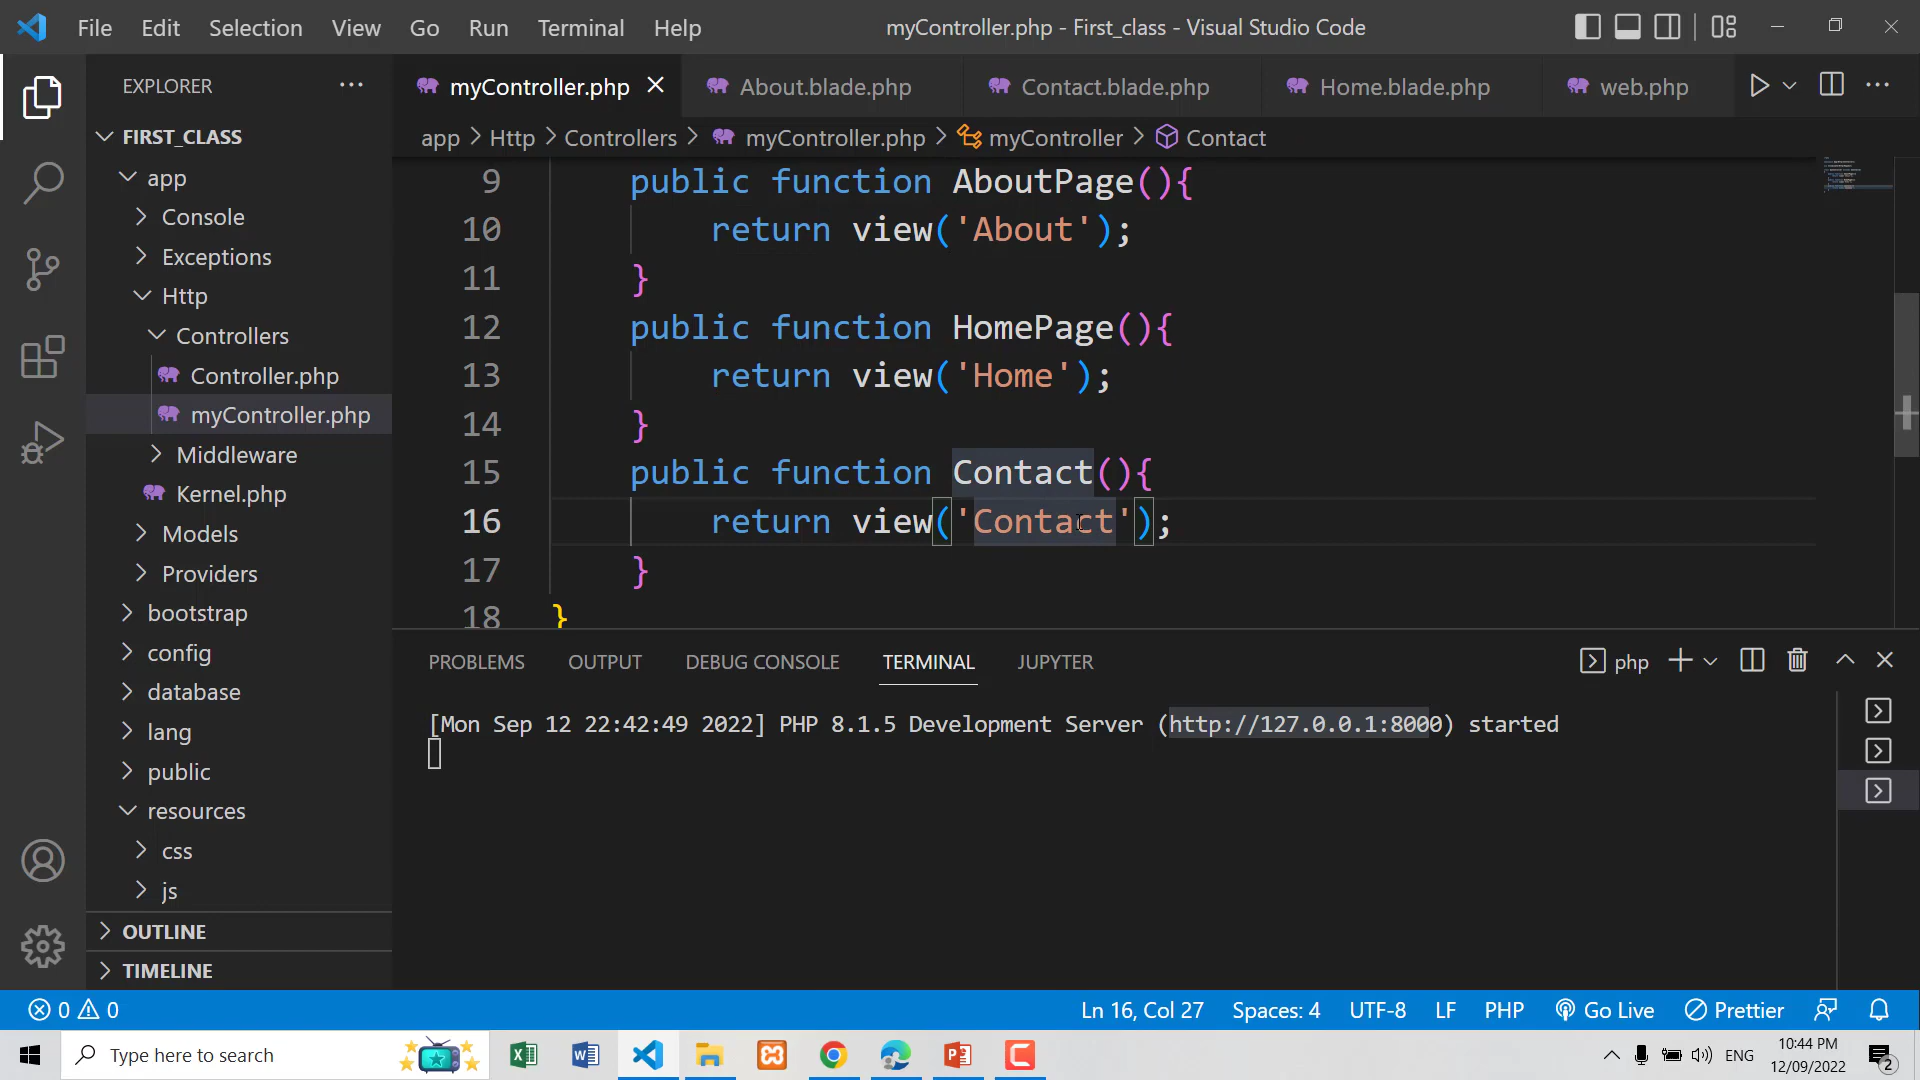 File Edit Selection View Go Run Terminal Help
myController.php - First_class - Visual Studio Code
EXPLORER
FIRST_CLASS
app
Console
Exceptions
Http
Controllers
Controller.php
myController.php
Middleware
Kernel.php
Models
Providers
bootstrap
config
database
lang
public
resources
css
js
OUTLINE
TIMELINE
myController.php About.blade.php Contact.blade.php Home.blade.php web.php
app > Http > Controllers > myController.php > myController > Contact
9 public function AboutPage(){
10 return view('About');
11 }
12 public function HomePage(){
13 return view('Home');
14 }
15 public function Contact(){
16 return view('Contact');
17 }
18 }
PROBLEMS OUTPUT DEBUG CONSOLE TERMINAL JUPYTER
php
[Mon Sep 12 22:42:49 2022] PHP 8.1.5 Development Server (http://127.0.0.1:8000) started
0 0
Ln 16, Col 27 Spaces: 4 UTF-8 LF PHP Go Live Prettier
Type here to search
ENG
10:44 PM
12/09/2022
2